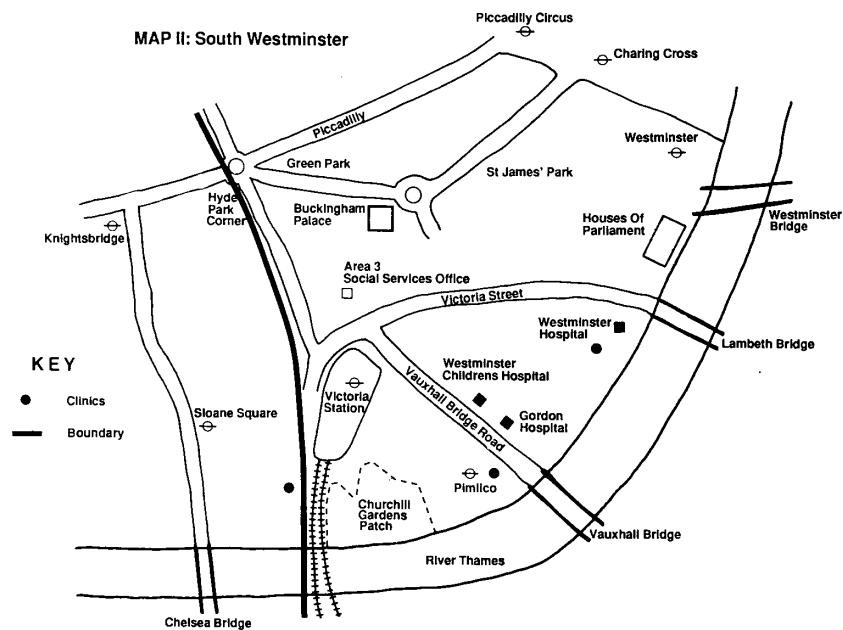 Piccadilly Circus
MAP II: South Westminster
Charing Cross
Piccadilly
Westminster
Green Park
St James' Park
Hyde
Park
Corner
Buckingham
Palace
Knightsbridge
Houses Of
Parliament
Westminster
Bridge
Area 3
Social Services Office
Victoria Street
Westminster
Hospital
Lambeth Bridge
KEY
Clinics
Boundary
Westminster
Childrens Hospital
Victoria
Station
Vauxhall Bridge Road
Sloane Square
Gordon
Hospital
Pimlico
Churchill
Gardens
Patch
Vauxhall Bridge
River Thames
Chelsea Bridge